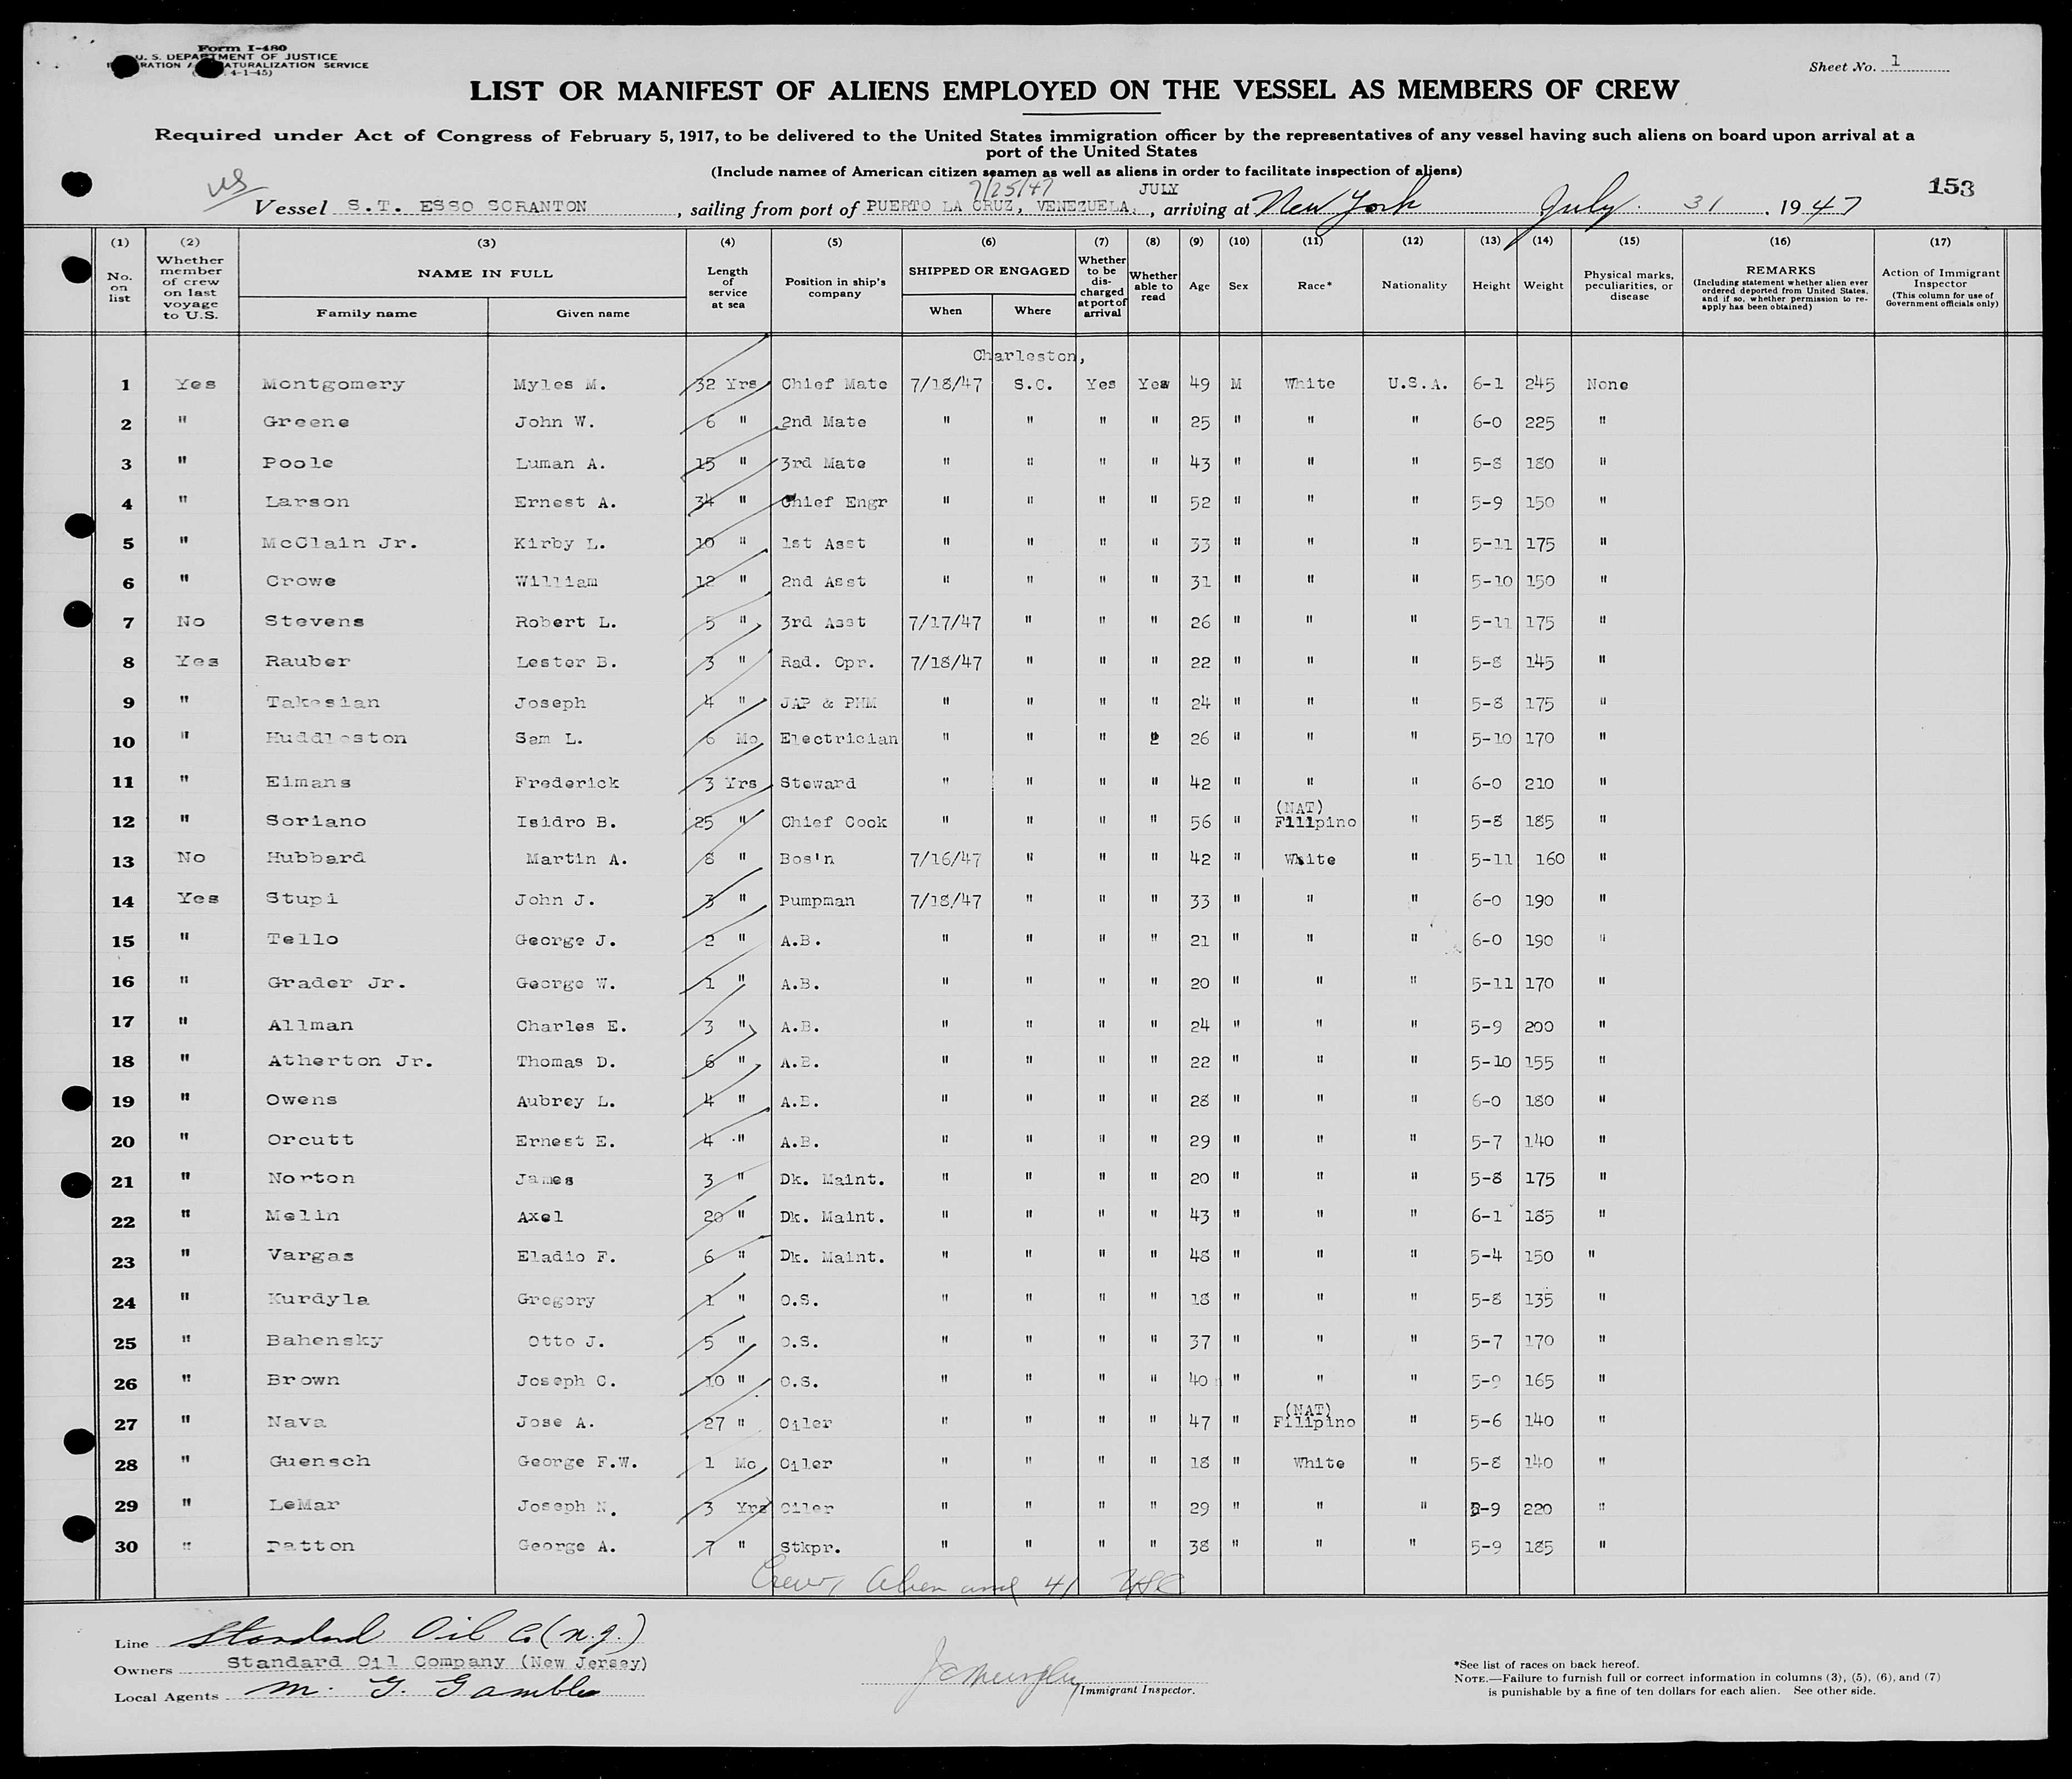 Form I-480
U. S. DEPARTMENT OF JUSTICE
NATURALIZATION SERVICE
4-1-45)
Sheet No. 1
LIST OR MANIFEST OF ALIENS EMPLOYED ON THE VESSEL AS MEMBERS OF CREW
Required under Act of Congress of February 5, 1917, to be delivered to the United States immigration officer by the representatives of any vessel having such aliens on board upon arrival at a
port of the United States
(Include names of American citizen seamen as well as aliens in order to facilitate inspection of aliens)
153
US 7/25/47 JULY
Vessel S.T. ESSO SCRANTON, sailing from port of PUERTO LA CRUZ, VENEZUELA, arriving at New York July 31, 1947
(1) (2) (3) (4) (5) (6) (7) (8) (9) (10) (11) (12) (13) (14) (15) (16) (17)
No. on list
Whether member of crew on last voyage to U.S.
NAME IN FULL
Family name Given name
Length of service at sea
Position in ship's company
SHIPPED OR ENGAGED
When Where
Whether to be discharged at port of arrival
Whether able to read
Age Sex Race* Nationality Height Weight
Physical marks, peculiarities, or disease
REMARKS
(Including statement whether alien ever ordered deported from United States, and if so, whether permission to reapply has been obtained)
Action of Immigrant Inspector
(This column for use of Government officials only)
Charleston,
1 Yes Montgomery Myles M. 32 Yrs Chief Mate 7/18/47 S.C. Yes Yes 49 M White U.S.A. 6-1 245 None
2 " Greene John W. 6 " 2nd Mate " " " " 25 " " " 6-0 225 "
3 " Poole Luman A. 15 " 3rd Mate " " " " 43 " " " 5-8 180 "
4 " Larson Ernest A. 34 " Chief Engr " " " " 52 " " " 5-9 150 "
5 " McClain Jr. Kirby L. 10 " 1st Asst " " " " 33 " " " 5-11 175 "
6 " Crowe William 12 " 2nd Asst " " " " 31 " " " 5-10 150 "
7 No Stevens Robert L. 5 " 3rd Asst 7/17/47 " " " 26 " " " 5-11 175 "
8 Yes Rauber Lester B. 3 " Rad. Opr. 7/18/47 " " " 22 " " " 5-8 145 "
9 " Takesian Joseph 4 " JAP & PHM " " " " 24 " " " 5-8 175 "
10 " Huddleston Sam L. 6 Mo Electrician " " " 26 " " " 5-10 170 "
11 " Eimans Frederick 3 Yrs Steward " " " " 42 " " " 6-0 210 "
12 " Soriano Isidro B. 25 " Chief Cook " " " " 56 " (NAT) Filipino " 5-8 185 "
13 No Hubbard Martin A. 8 " Bos'n 7/16/47 " " " 42 " White " 5-11 160 "
14 Yes Stupi John J. 3 " Pumpman 7/18/47 " " " 33 " " " 6-0 190 "
15 " Tello George J. 2 " A.B. " " " " 21 " " " 6-0 190 "
16 " Grader Jr. George W. 1 " A.B. " " " " 20 " " " 5-11 170 "
17 " Allman Charles E. 3 " A.B. " " " " 24 " " " 5-9 200 "
18 " Atherton Jr. Thomas D. 6 " A.B. " " " " 22 " " " 5-10 155 "
19 " Owens Aubrey L. 4 " A.B. " " " " 28 " " " 6-0 180 "
20 " Orcutt Ernest E. 4 " A.B. " " " " 29 " " " 5-7 140 "
21 " Norton James 3 " Dk. Maint. " " " " 20 " " " 5-8 175 "
22 " Melin Axel 20 " Dk. Maint. " " " " 43 " " " 6-1 185 "
23 " Vargas Eladio F. 6 " Dk. Maint. " " " " 48 " " " 5-4 150 "
24 " Kurdyla Gregory 1 " O.S. " " " " 18 " " " 5-8 135 "
25 " Bahensky Otto J. 5 " O.S. " " " " 37 " " " 5-7 170 "
26 " Brown Joseph C. 10 " O.S. " " " " 40 " " " 5-9 165 "
27 " Nava Jose A. 27 " Oiler " " " " 47 " (NAT) Filipino " 5-6 140 "
28 " Guensch George F.W. 1 Mo Oiler " " " " 18 " White " 5-8 140 "
29 " LeMar Joseph N. 3 Yrs Oiler " " " " 29 " " " 5-9 220 "
30 " Patton George A. 7 " Stkpr. " " " " 38 " " " 5-9 185 "
Crew, Alien and 41 USC
Line Standard Oil Co (n.j.)
Owners Standard Oil Company (New Jersey)
Local Agents M. G. Gamble
Immigrant Inspector.
*See list of races on back hereof.
NOTE.—Failure to furnish full or correct information in columns (3), (5), (6), and (7)
is punishable by a fine of ten dollars for each alien. See other side.